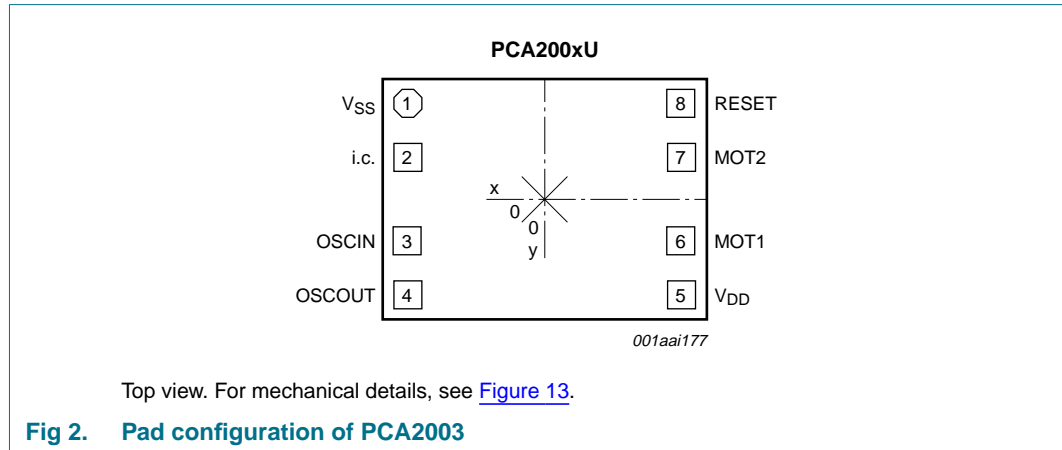 PCA200xU
VSS 1 8 RESET
i.c. 2 7 MOT2
x
0
0
y
OSCIN 3 6 MOT1
OSCOUT 4 5 VDD
001aai177
Top view. For mechanical details, see Figure 13.
Fig 2. Pad configuration of PCA2003